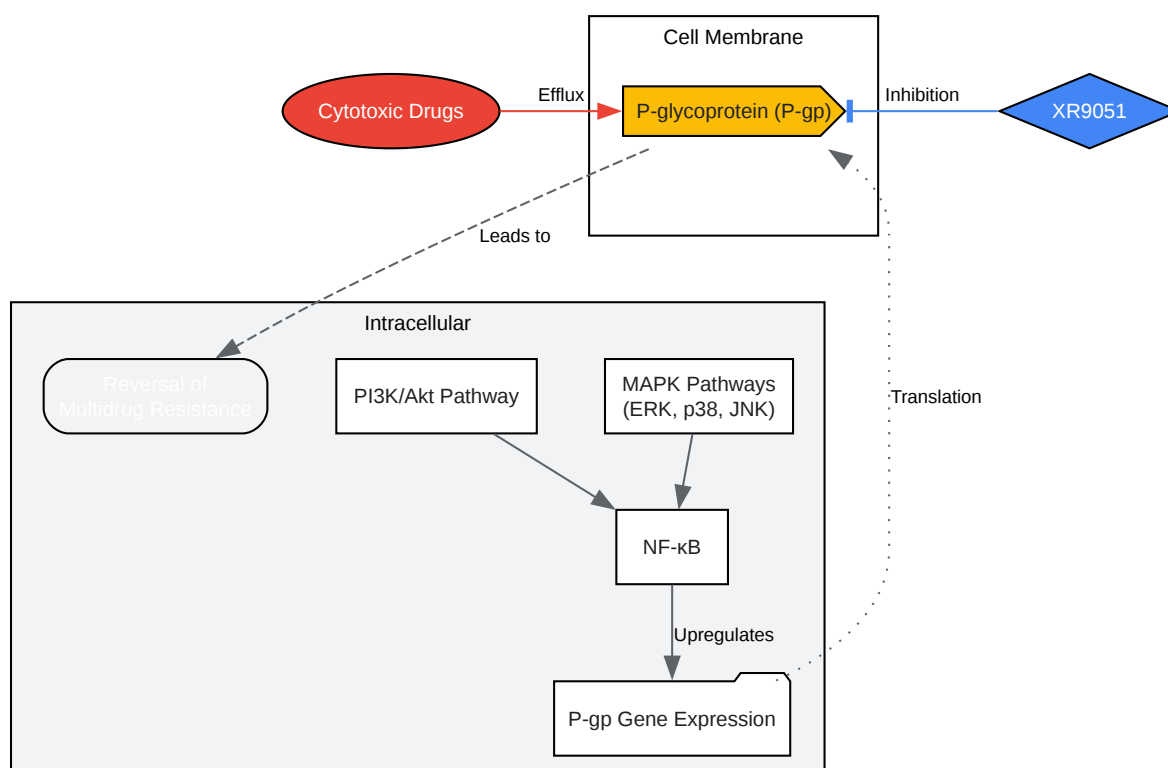 Cell Membrane
Cytotoxic Drugs
Efflux
P-glycoprotein (P-gp)
Inhibition
XR9051
Leads to
Intracellular
Reversal of
Multidrug Resistance
PI3K/Akt Pathway
MAPK Pathways
(ERK, p38, JNK)
Translation
NF-κB
Upregulates
P-gp Gene Expression